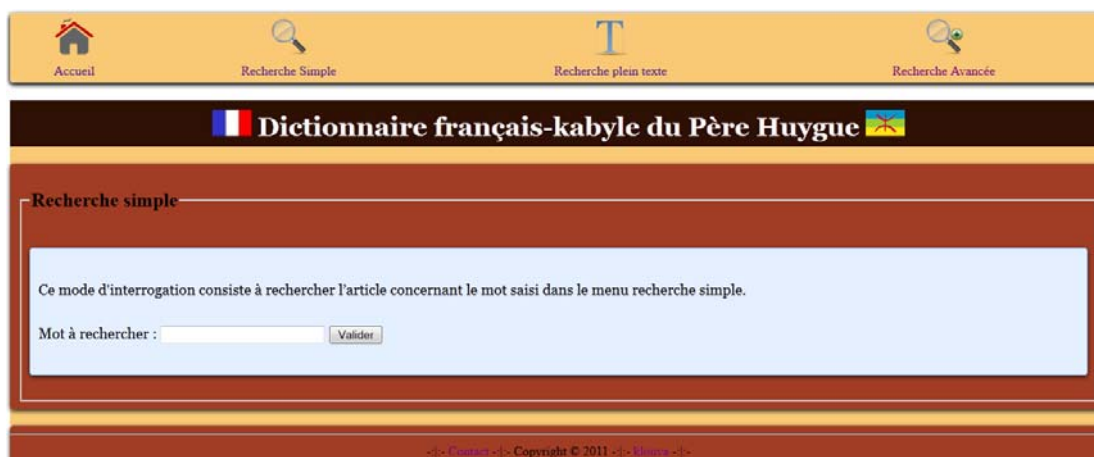 Accueil Recherche Simple Recherche plein texte Recherche Avancée
Dictionnaire français-kabyle du Père Huygue
Recherche simple
Ce mode d'interrogation consiste à rechercher l'article concernant le mot saisi dans le menu recherche simple.
Mot à rechercher : Valider
-:|:- Contact -:|:- Copyright © 2011 -:|:- -:|:-